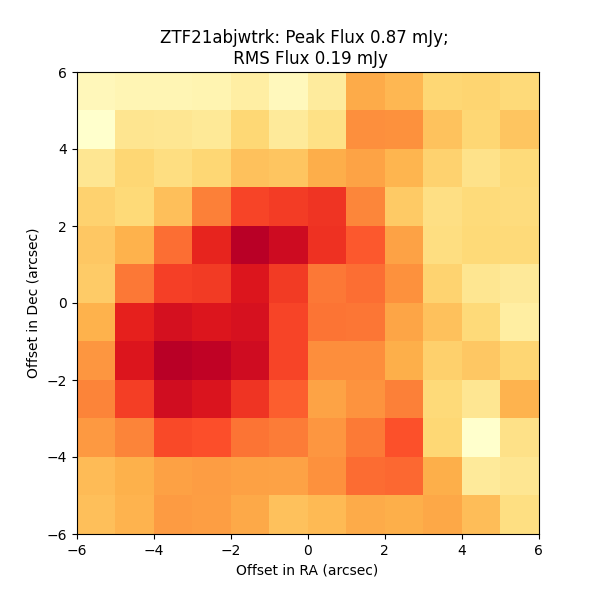 ZTF21abjwtrk: Peak Flux 0.87 mJy;
RMS Flux 0.19 mJy
6
4
2
0
−2
−4
−6
Offset in Dec (arcsec)
−6 −4 −2 0 2 4 6
Offset in RA (arcsec)